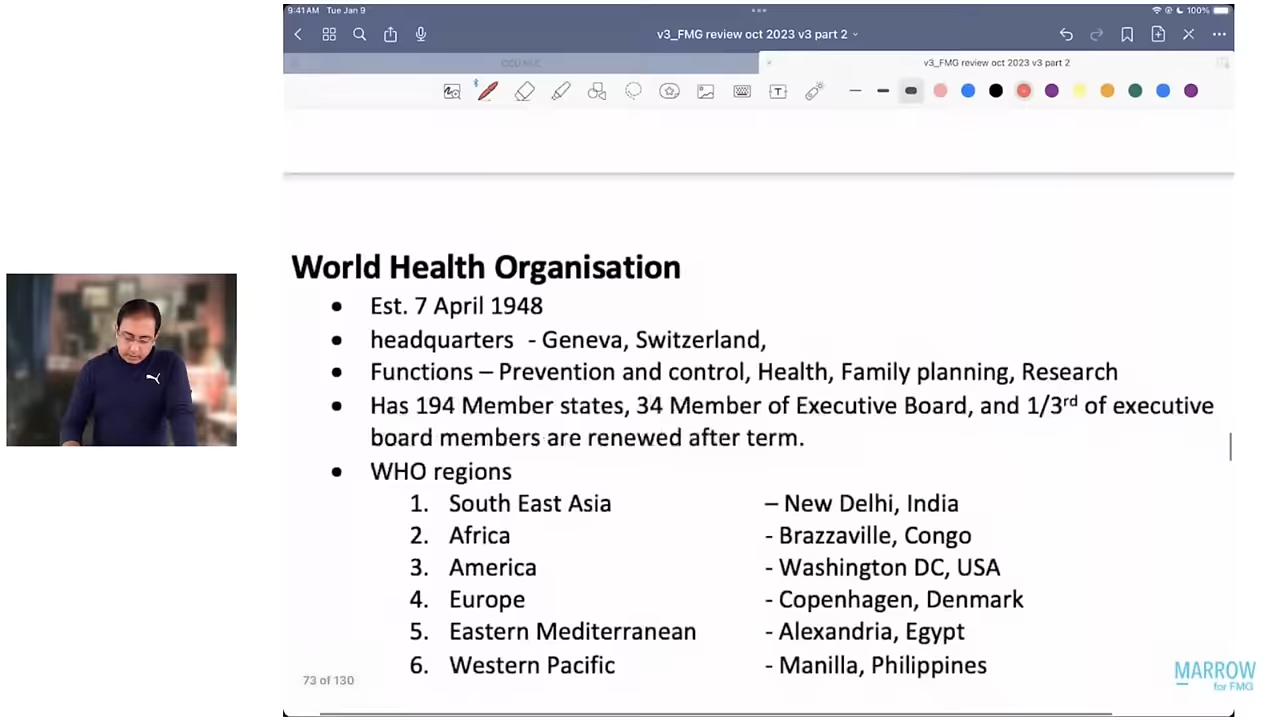 9:41 AM Tue Jan 9
100%
v3_FMG review oct 2023 v3 part 2
v3_FMG review oct 2023 v3 part 2
T
World Health Organisation
• Est. 7 April 1948
• headquarters - Geneva, Switzerland,
• Functions – Prevention and control, Health, Family planning, Research
• Has 194 Member states, 34 Member of Executive Board, and 1/3rd of executive
board members are renewed after term.
• WHO regions
1. South East Asia – New Delhi, India
2. Africa - Brazzaville, Congo
3. America - Washington DC, USA
4. Europe - Copenhagen, Denmark
5. Eastern Mediterranean - Alexandria, Egypt
6. Western Pacific - Manilla, Philippines
73 of 130
MARROW
for FMG